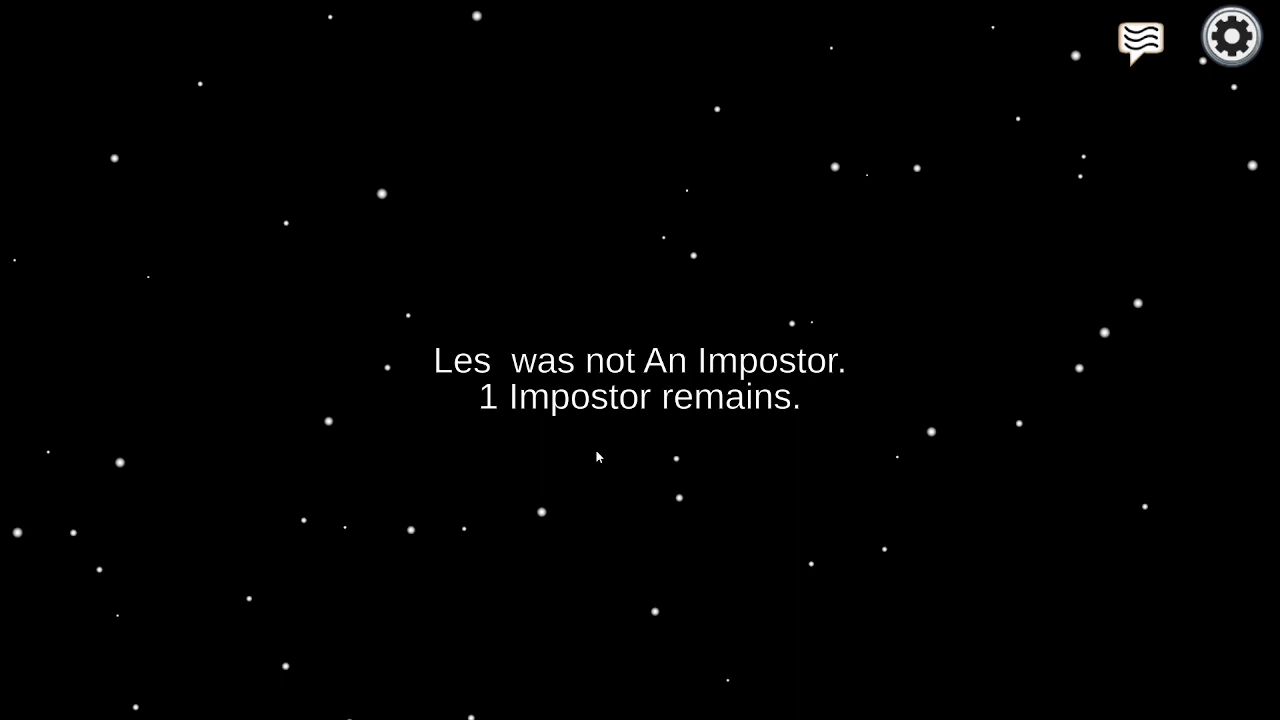 Les  was not An Impostor.
1 Impostor remains.